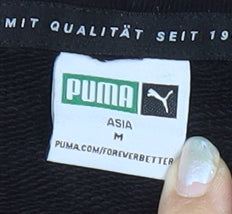 MIT QUALITÄT SEIT 19
PUMA
ASIA
M
PUMA.COM/FOREVERBETTER